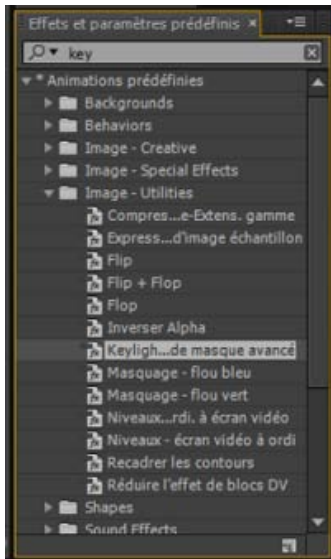 Effets et paramètres prédéfinis
key
* Animations prédéfinies
Backgrounds
Behaviors
Image - Creative
Image - Special Effects
Image - Utilities
Compres...e-Extens. gamme
Express...d'image échantillon
Flip
Flip + Flop
Flop
Inverser Alpha
Keyligh...de masque avancé
Masquage - flou bleu
Masquage - flou vert
Niveaux...rdi. à écran vidéo
Niveaux - écran vidéo à ordi
Recadrer les contours
Réduire l'effet de blocs DV
Shapes
Sound Effects